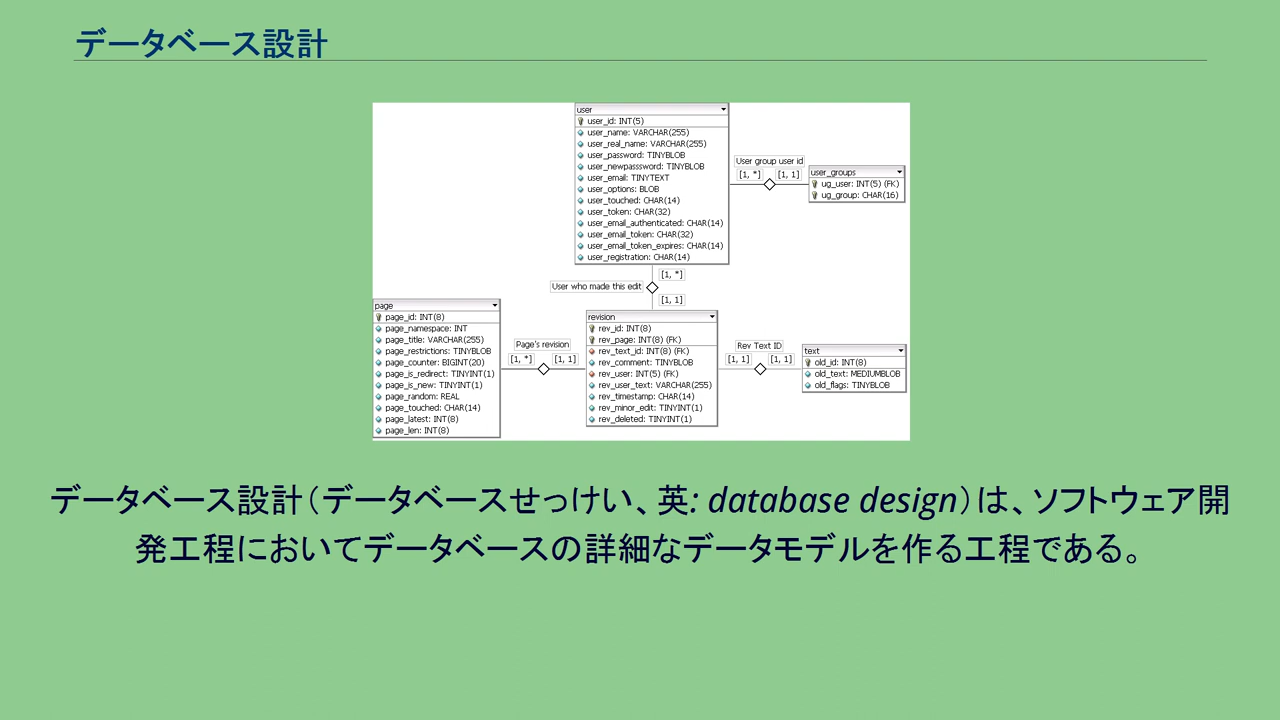 データベース設計
user
user_id: INT(5)
user_name: VARCHAR(255)
user_real_name: VARCHAR(255)
user_password: TINYBLOB
user_newpasssword: TINYBLOB
user_email: TINYTEXT
user_options: BLOB
user_touched: CHAR(14)
user_token: CHAR(32)
user_email_authenticated: CHAR(14)
user_email_token: CHAR(32)
user_email_token_expires: CHAR(14)
user_registration: CHAR(14)
User group user id
[1, *] [1, 1]
user_groups
ug_user: INT(5) (FK)
ug_group: CHAR(16)
[1, *]
User who made this edit
[1, 1]
page
page_id: INT(8)
page_namespace: INT
page_title: VARCHAR(255)
page_restrictions: TINYBLOB
page_counter: BIGINT(20)
page_is_redirect: TINYINT(1)
page_is_new: TINYINT(1)
page_random: REAL
page_touched: CHAR(14)
page_latest: INT(8)
page_len: INT(8)
Page's revision
[1, *] [1, 1]
revision
rev_id: INT(8)
rev_page: INT(8) (FK)
rev_text_id: INT(8) (FK)
rev_comment: TINYBLOB
rev_user: INT(5) (FK)
rev_user_text: VARCHAR(255)
rev_timestamp: CHAR(14)
rev_minor_edit: TINYINT(1)
rev_deleted: TINYINT(1)
Rev Text ID
[1, 1] [1, 1]
text
old_id: INT(8)
old_text: MEDIUMBLOB
old_flags: TINYBLOB
データベース設計（データベースせっけい、英: database design）は、ソフトウェア開
発工程においてデータベースの詳細なデータモデルを作る工程である。